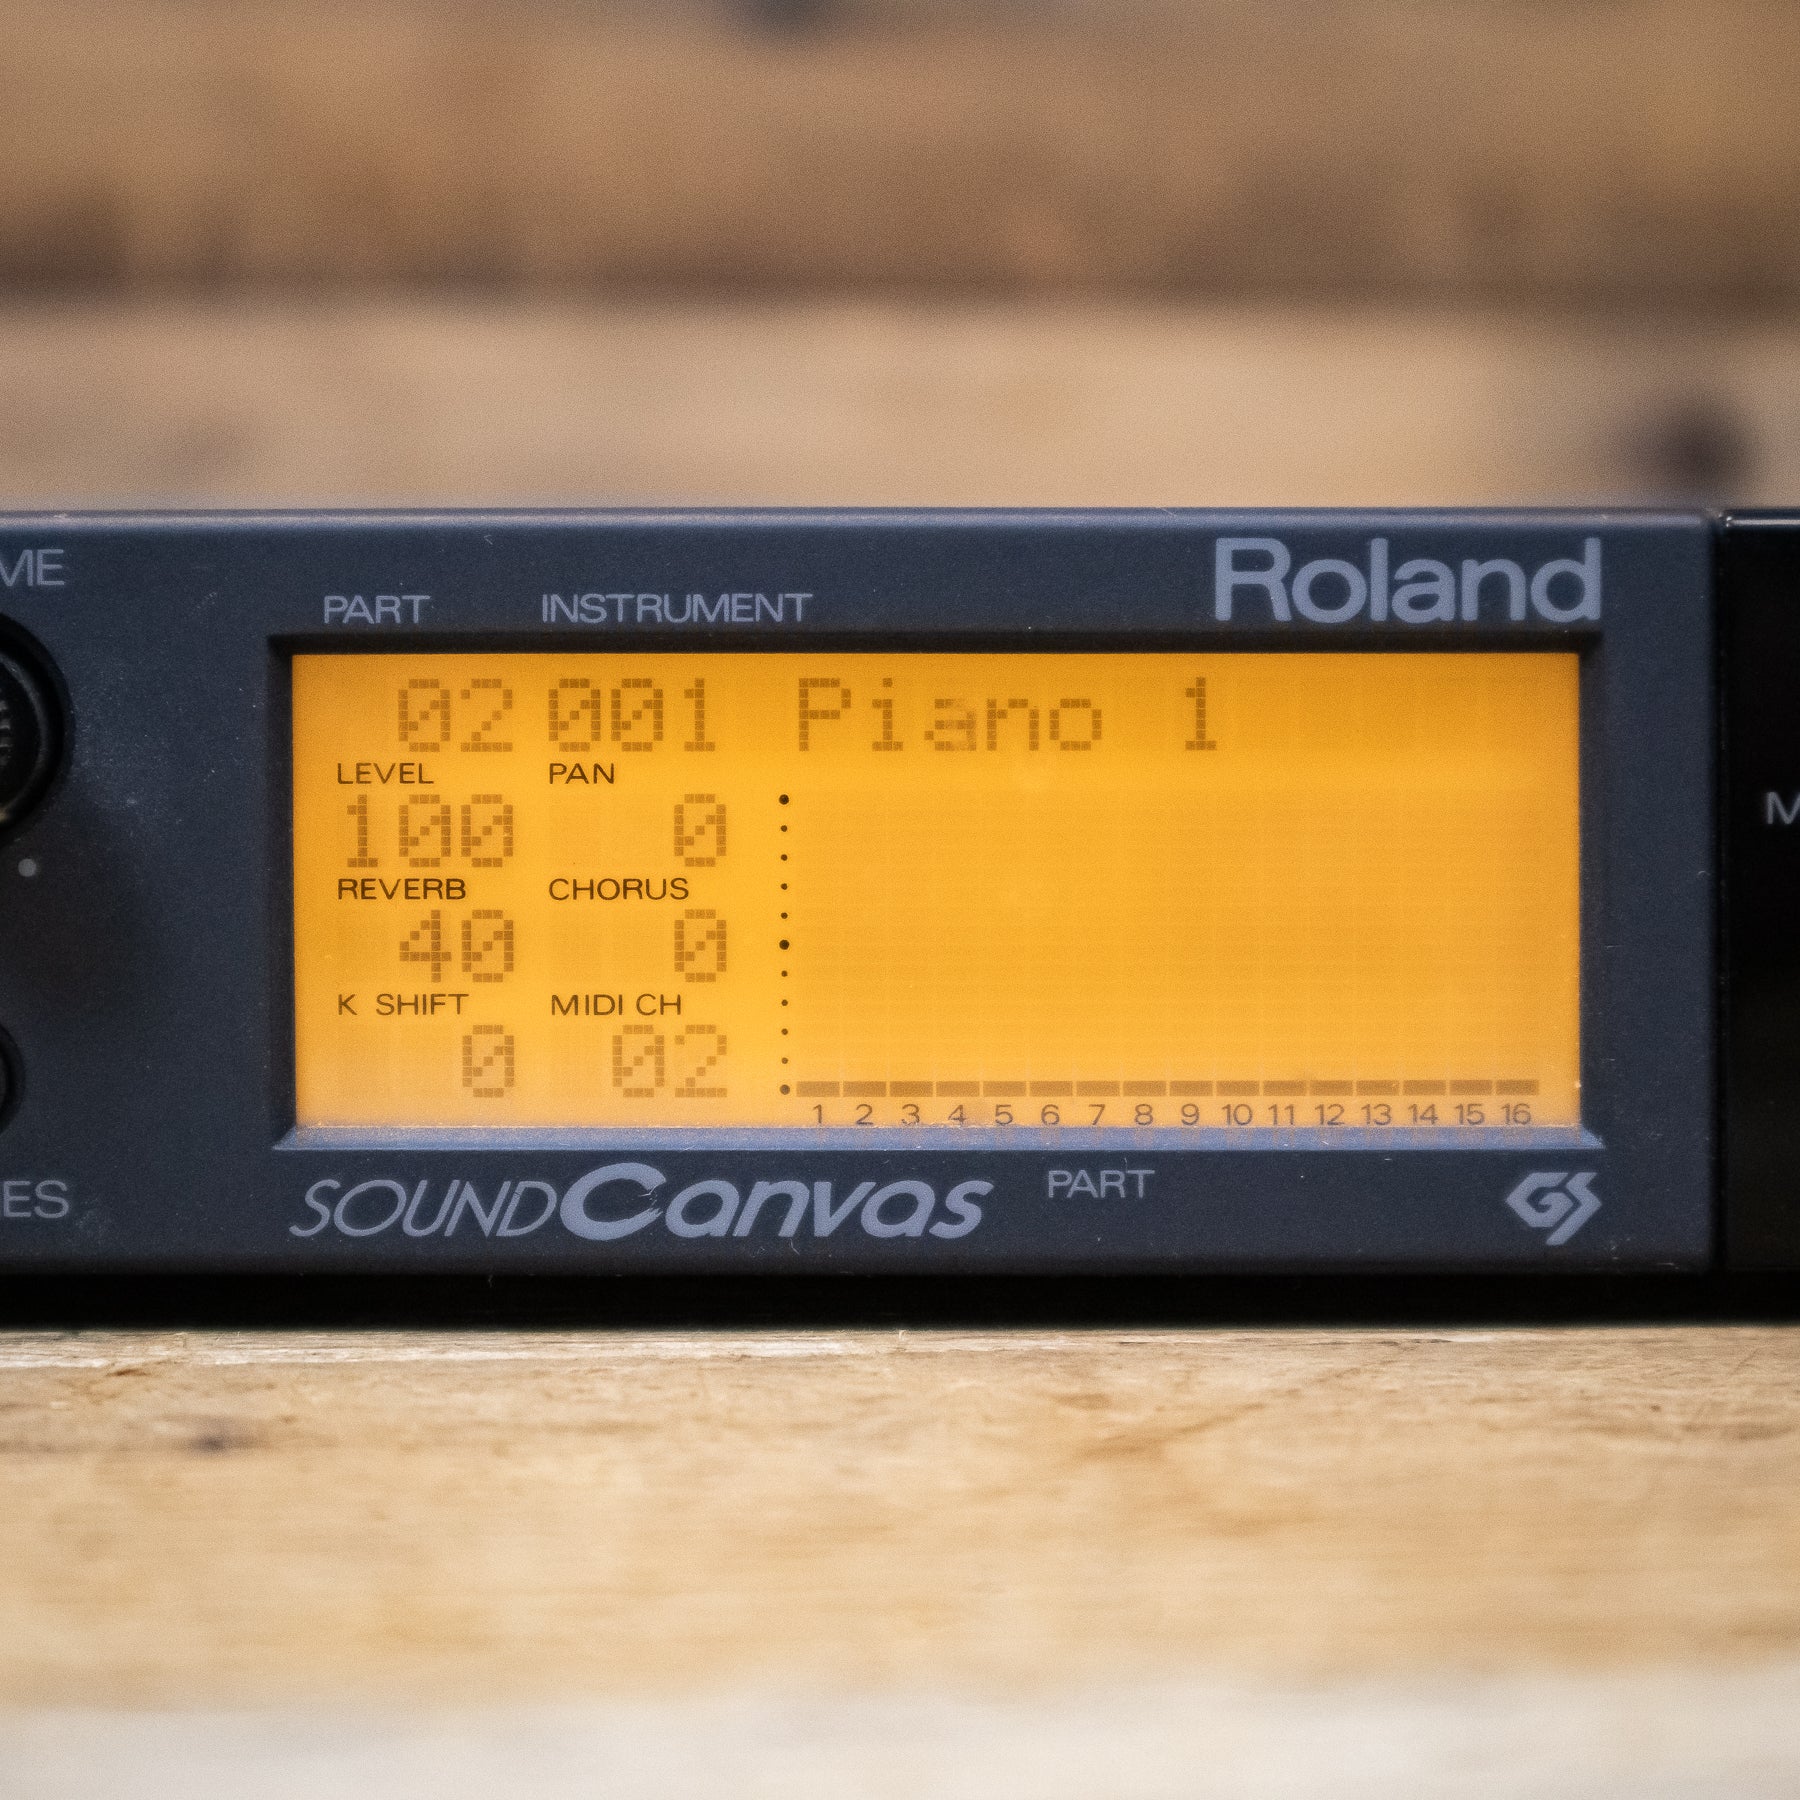 ME
PART INSTRUMENT Roland
02 001 Piano 1
LEVEL PAN
100 0
REVERB CHORUS
40 0
K SHIFT MIDI CH
0 02
1 2 3 4 5 6 7 8 9 10 11 12 13 14 15 16
SOUND Canvas PART GS
ES
M